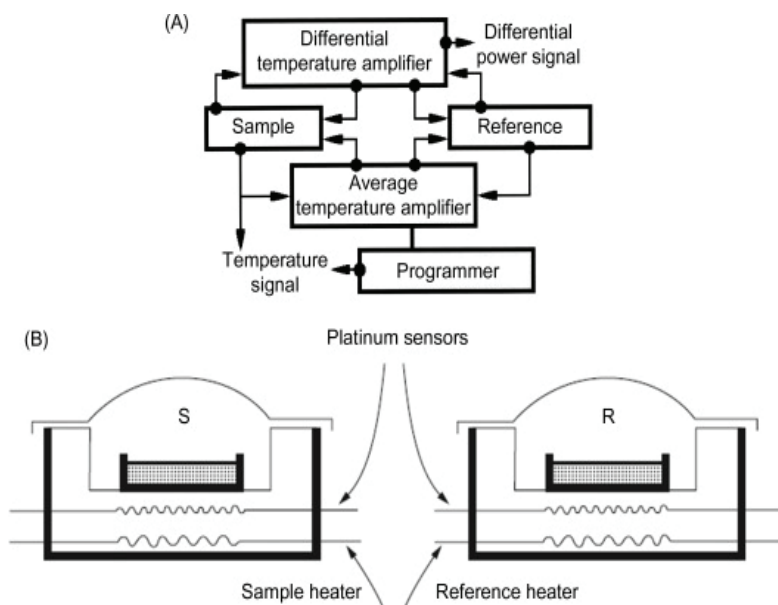 (A)
Differential
temperature amplifier
Differential
power signal
Sample
Reference
Average
temperature amplifier
Temperature
signal
Programmer
(B)
Platinum sensors
S
R
Sample heater
Reference heater